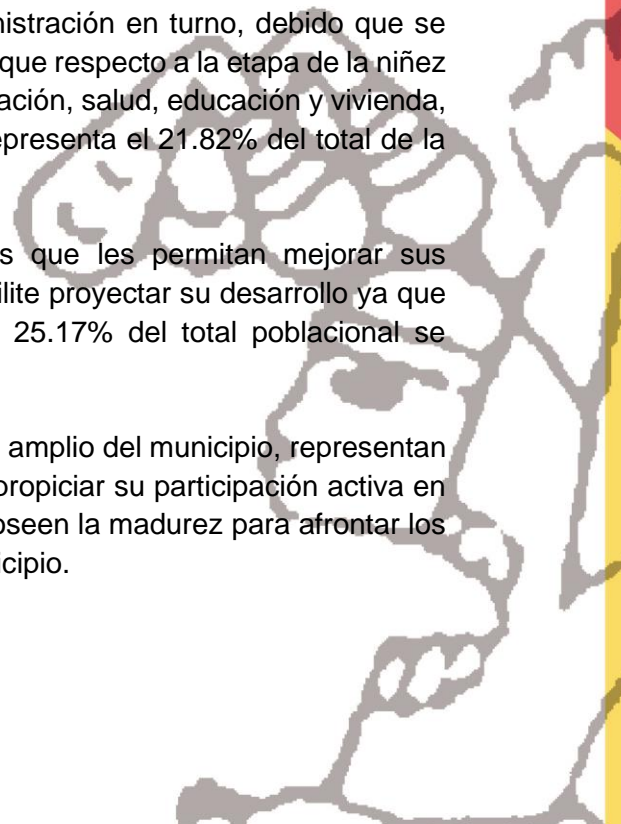 nistración en turno, debido que se
que respecto a la etapa de la niñez
ación, salud, educación y vivienda,
epresenta el 21.82% del total de la
s que les permitan mejorar sus
ilite proyectar su desarrollo ya que
25.17% del total poblacional se
amplio del municipio, representan
propiciar su participación activa en
oseen la madurez para afrontar los
icipio.